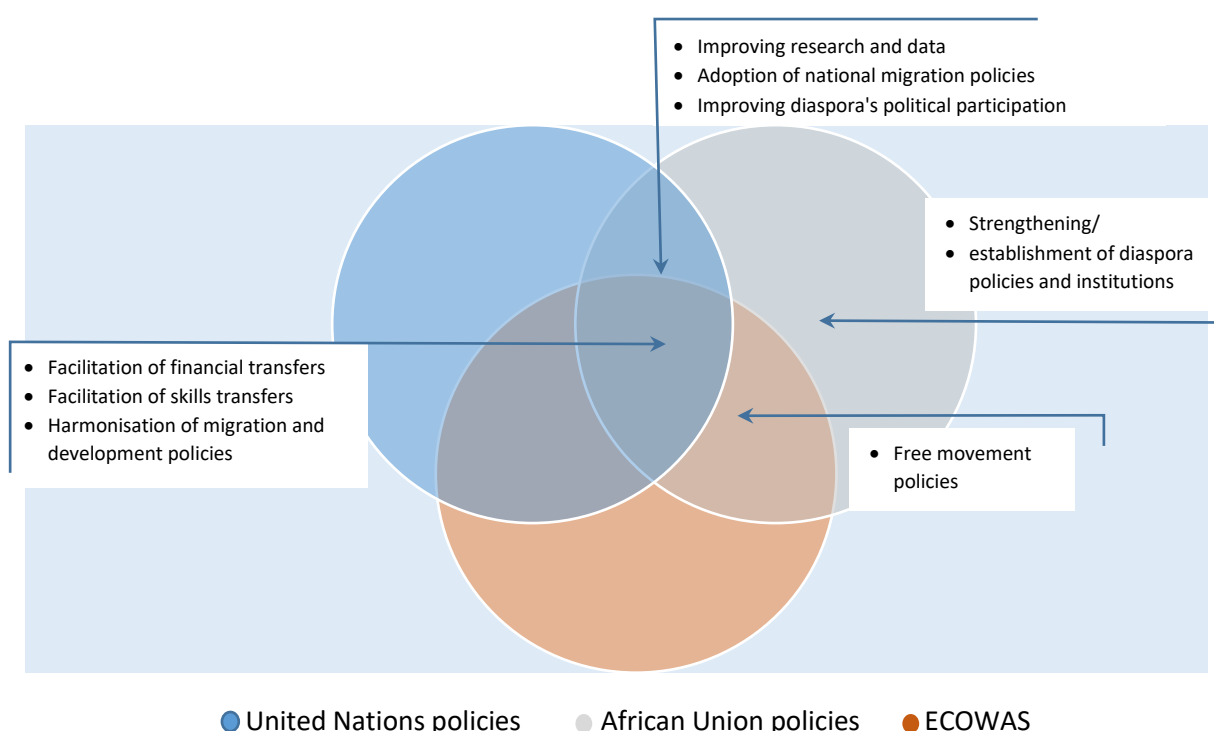 • Improving research and data
• Adoption of national migration policies
• Improving diaspora's political participation
• Strengthening/
• establishment of diaspora
policies and institutions
• Facilitation of financial transfers
• Facilitation of skills transfers
• Harmonisation of migration and
development policies
• Free movement
policies
United Nations policies
African Union policies
ECOWAS